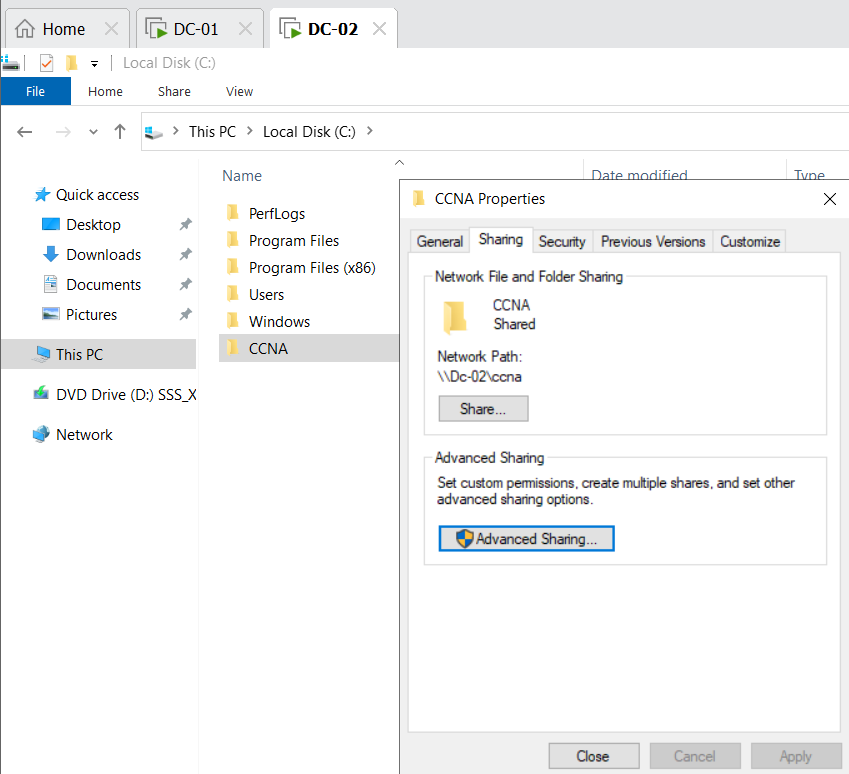 Home
DC-01
DC-02
Local Disk (C:)
File
Home
Share
View
This PC
Local Disk (C:)
Name
Date modified
Type
Quick access
Desktop
Downloads
Documents
Pictures
This PC
DVD Drive (D:) SSS_X
Network
PerfLogs
Program Files
Program Files (x86)
Users
Windows
CCNA
CCNA Properties
General
Sharing
Security
Previous Versions
Customize
Network File and Folder Sharing
CCNA
Shared
Network Path:
\\Dc-02\ccna
Share...
Advanced Sharing
Set custom permissions, create multiple shares, and set other
advanced sharing options.
Advanced Sharing...
Close
Cancel
Apply